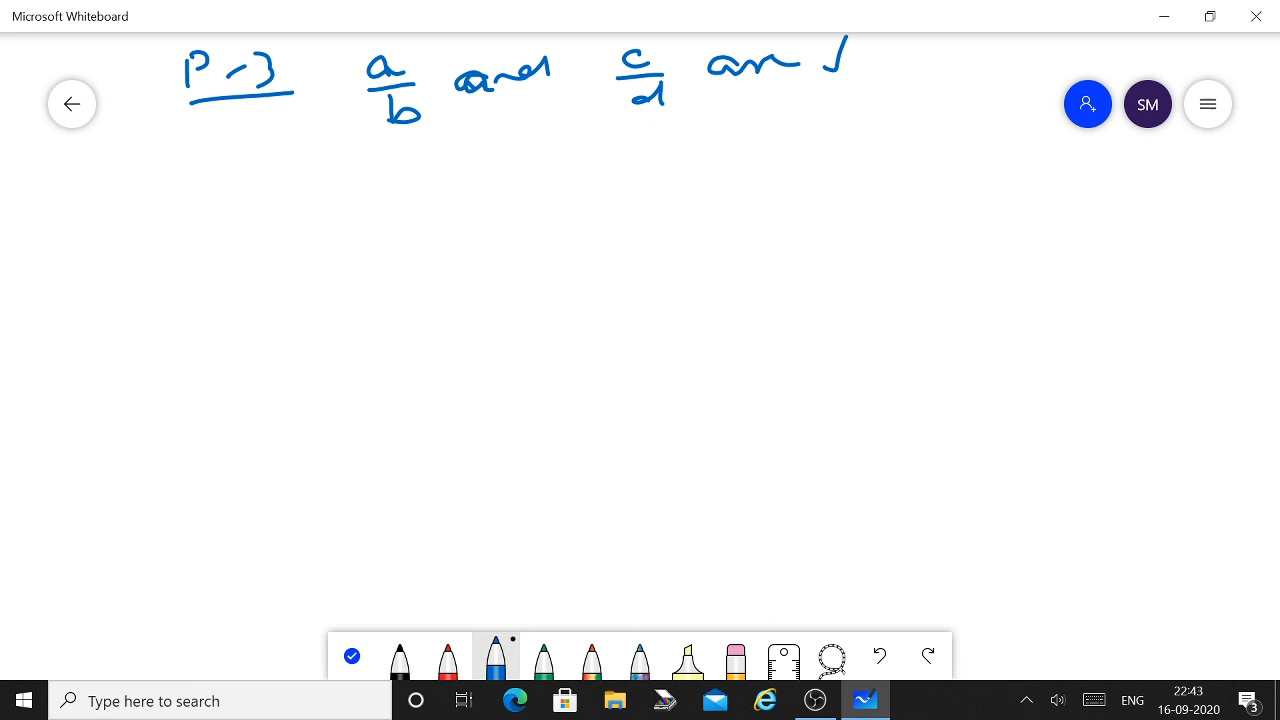 Microsoft Whiteboard
P-3 a/b and c/d are
SM
Type here to search
ENG
22:43
16-09-2020
3